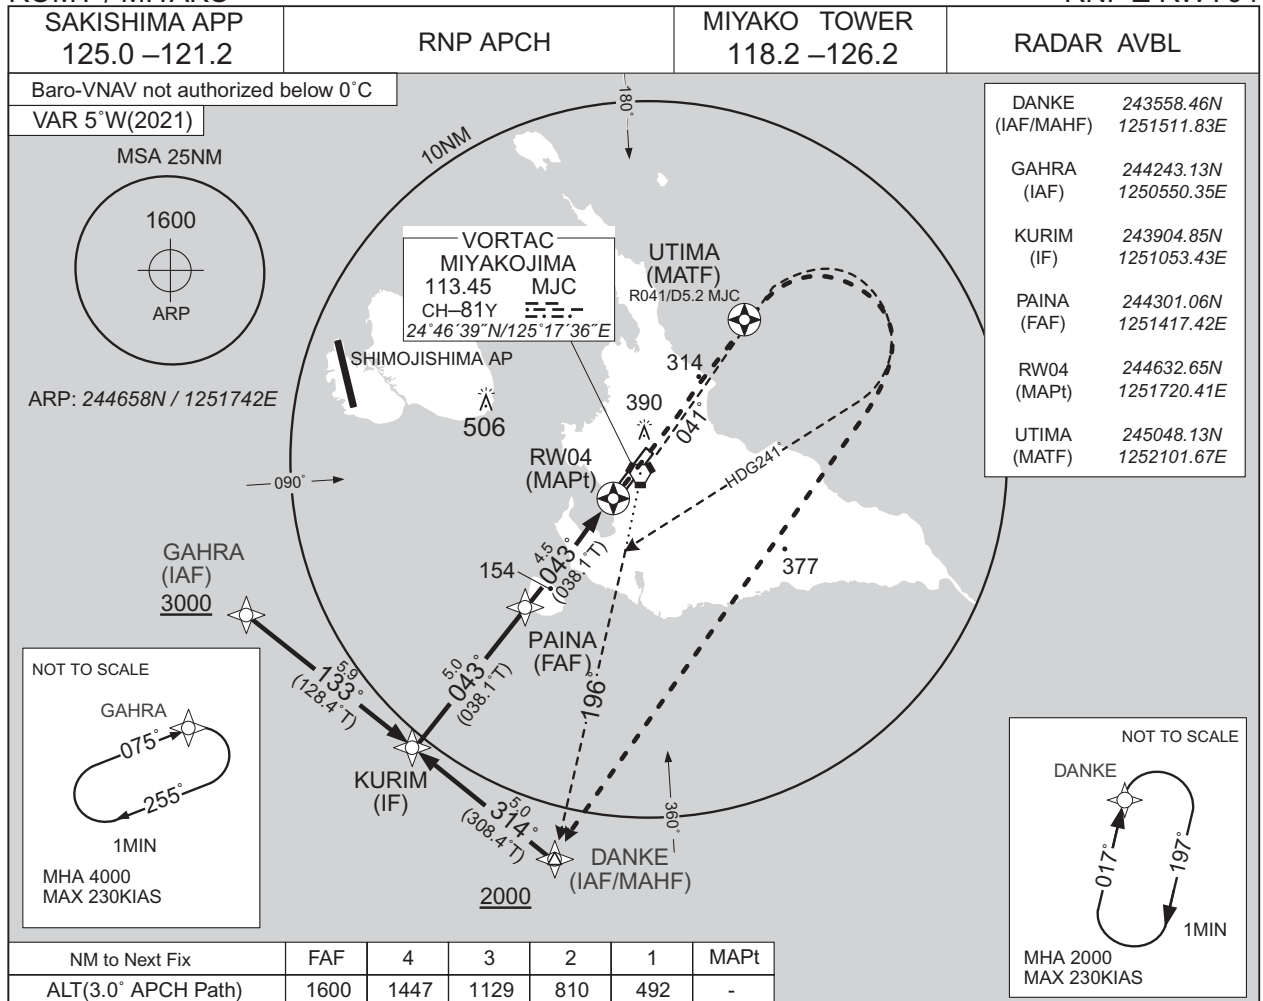 SAKISHIMA APP
125.0 –121.2
RNP APCH
MIYAKO TOWER
118.2 –126.2
RADAR AVBL
Baro-VNAV not authorized below 0˚C
VAR 5˚W(2021)
MSA 25NM
1600
ARP
ARP: 244658N / 1251742E
10NM
180˚
VORTAC
MIYAKOJIMA
113.45 MJC
CH–81Y
24˚46´39˝N/125˚17´36˝E
UTIMA
(MATF)
R041/D5.2 MJC
SHIMOJISHIMA AP
506
314
390
041˚
RW04
(MAPt)
HDG241˚
090˚
377
GAHRA
(IAF)
3000
154
4.5
043˚
(038.1˚T)
PAINA
(FAF)
5.9
133˚
(128.4˚T)
5.0
043˚
(038.1˚T)
196˚
KURIM
(IF)
5.0
314˚
(308.4˚T)
360˚
DANKE
(IAF/MAHF)
2000
DANKE 243558.46N
(IAF/MAHF) 1251511.83E
GAHRA 244243.13N
(IAF) 1250550.35E
KURIM 243904.85N
(IF) 1251053.43E
PAINA 244301.06N
(FAF) 1251417.42E
RW04 244632.65N
(MAPt) 1251720.41E
UTIMA 245048.13N
(MATF) 1252101.67E
NOT TO SCALE
GAHRA
075˚
255˚
1MIN
MHA 4000
MAX 230KIAS
NOT TO SCALE
DANKE
017˚
197˚
1MIN
MHA 2000
MAX 230KIAS
NM to Next Fix FAF 4 3 2 1 MAPt
ALT(3.0˚ APCH Path) 1600 1447 1129 810 492 -